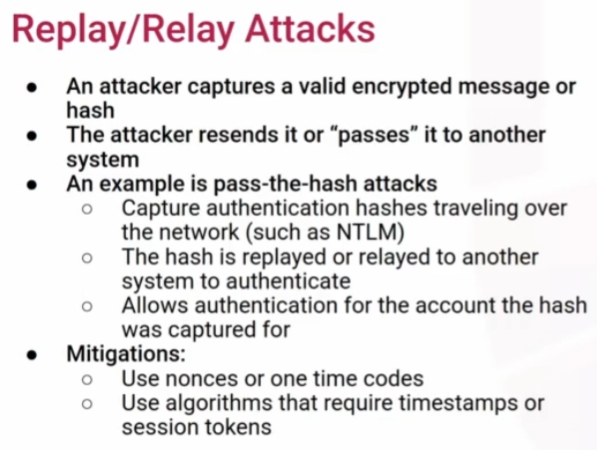 Replay/Relay Attacks
● An attacker captures a valid encrypted message or
hash
● The attacker resends it or “passes” it to another
system
● An example is pass-the-hash attacks
○ Capture authentication hashes traveling over
the network (such as NTLM)
○ The hash is replayed or relayed to another
system to authenticate
○ Allows authentication for the account the hash
was captured for
● Mitigations:
○ Use nonces or one time codes
○ Use algorithms that require timestamps or
session tokens